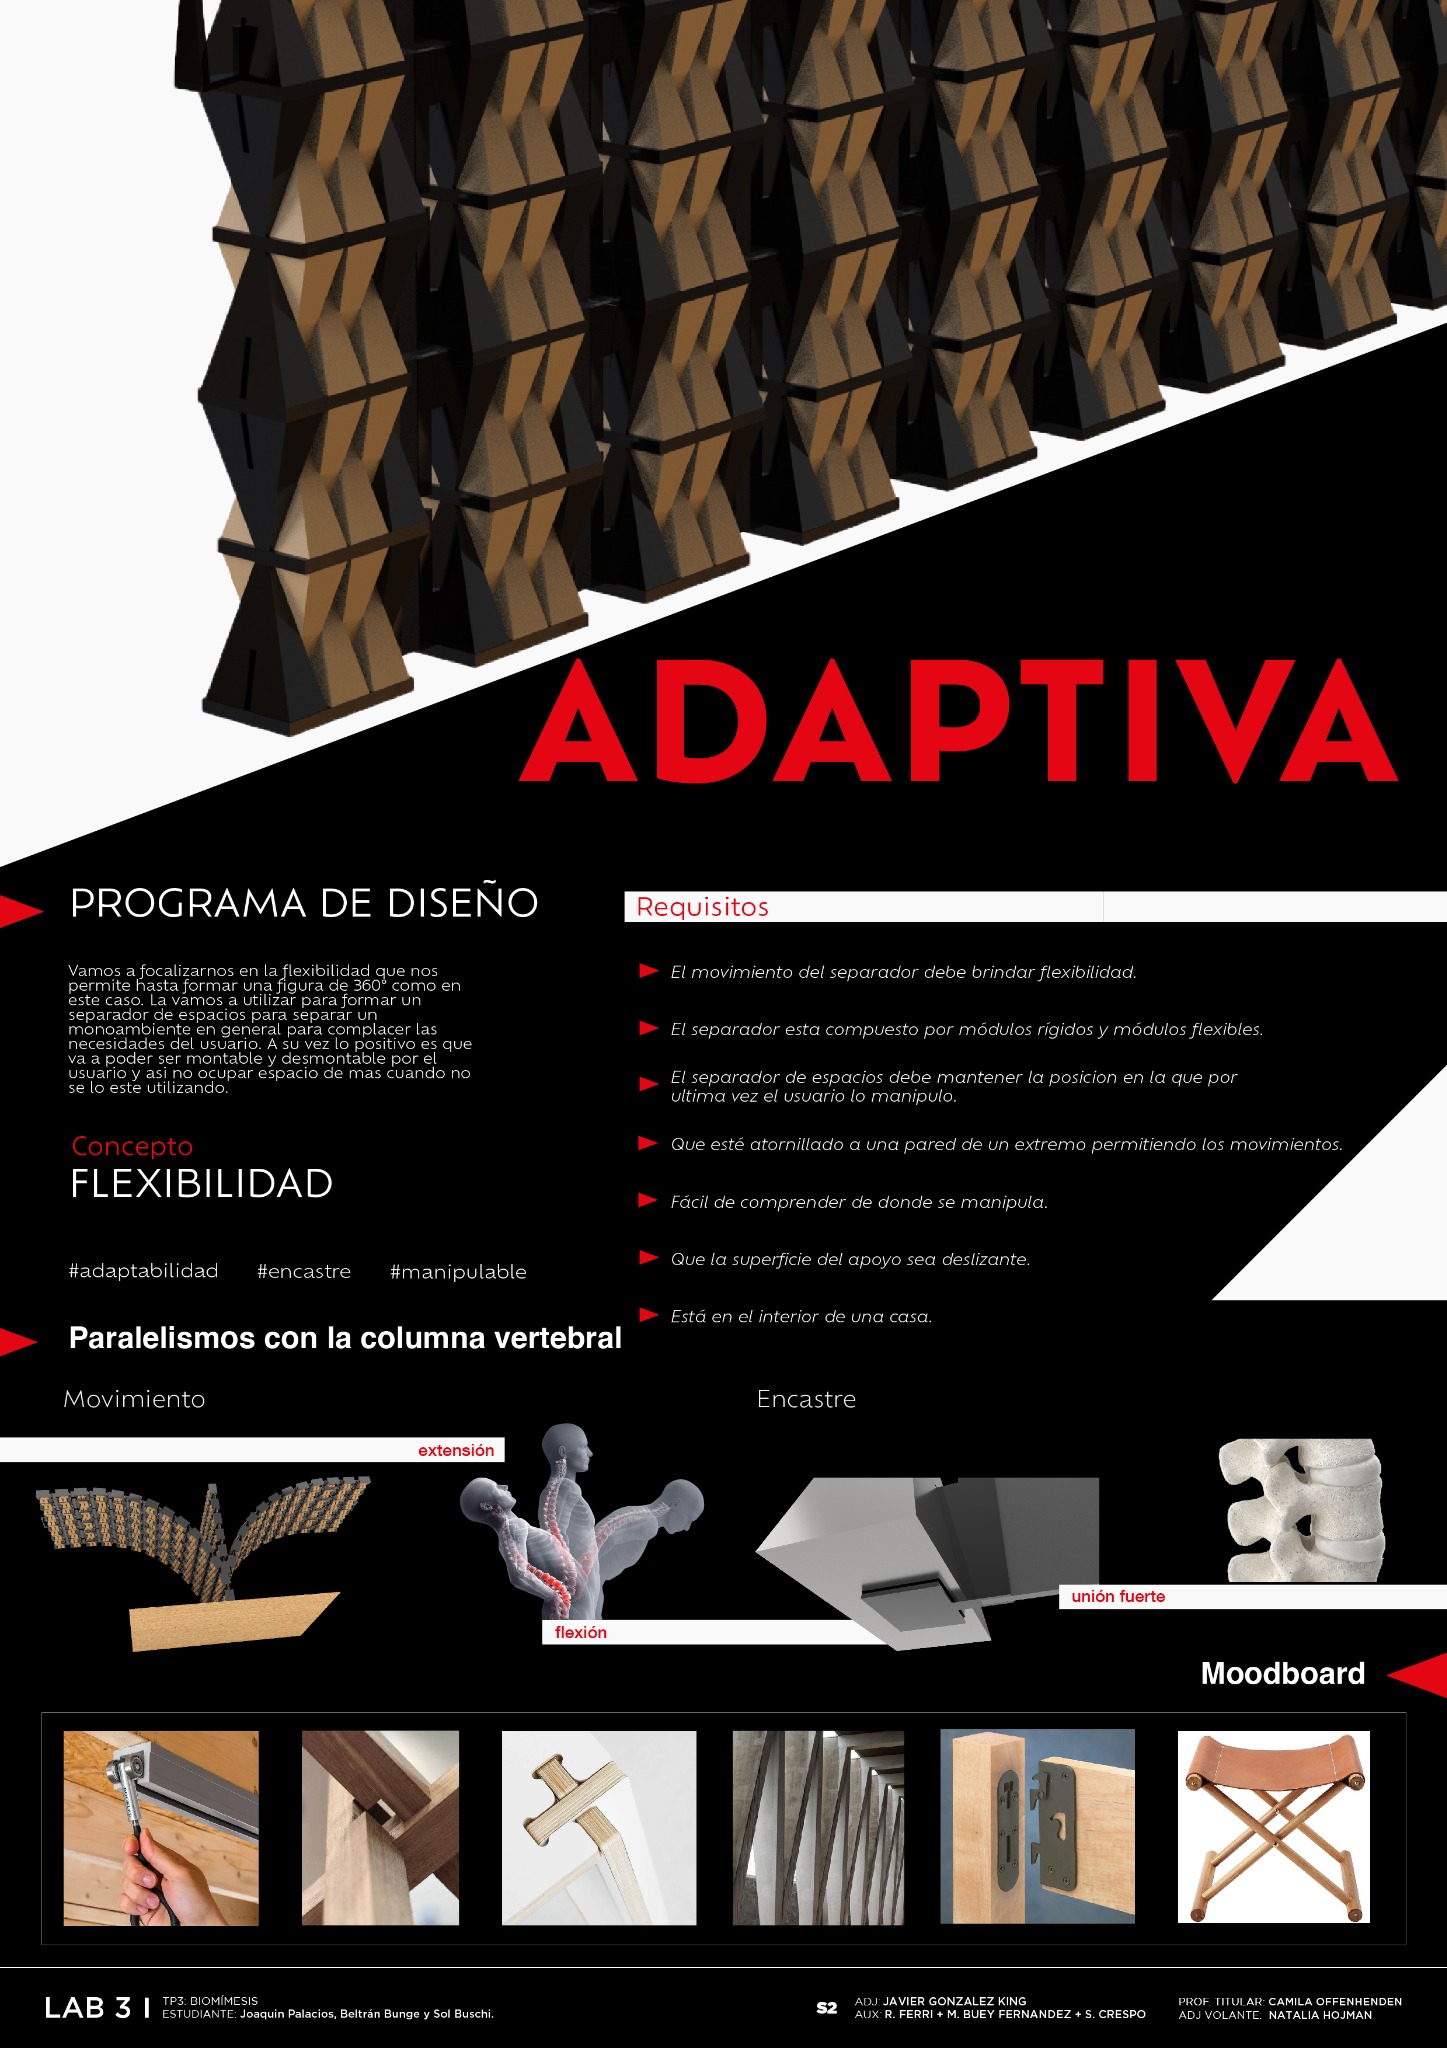 ADAPTIVA
PROGRAMA DE DISEÑO
Vamos a focalizarnos en la flexibilidad que nos
permite hasta formar una figura de 360° como en
este caso. La vamos a utilizar para formar un
separador de espacios para separar un
monoambiente en general para complacer las
necesidades del usuario. A su vez lo positivo es que
va a poder ser montable y desmontable por el
usuario y asi no ocupar espacio de mas cuando no
se lo este utilizando.
Concepto
FLEXIBILIDAD
#adaptabilidad #encastre #manipulable
Requisitos
El movimiento del separador debe brindar flexibilidad.
El separador esta compuesto por módulos rígidos y módulos flexibles.
El separador de espacios debe mantener la posicion en la que por
ultima vez el usuario lo manipulo.
Que esté atornillado a una pared de un extremo permitiendo los movimientos.
Fácil de comprender de donde se manipula.
Que la superficie del apoyo sea deslizante.
Está en el interior de una casa.
Paralelismos con la columna vertebral
Movimiento
extensión
flexión
Encastre
unión fuerte
Moodboard
LAB 3 I
TP3: BIOMÍMESIS
ESTUDIANTE: Joaquin Palacios, Beltrán Bunge y Sol Buschi.
S2
ADJ: JAVIER GONZALEZ KING
AUX: R. FERRI + M. BUEY FERNANDEZ + S. CRESPO
PROF. TITULAR: CAMILA OFFENHENDEN
ADJ VOLANTE: NATALIA HOJMAN